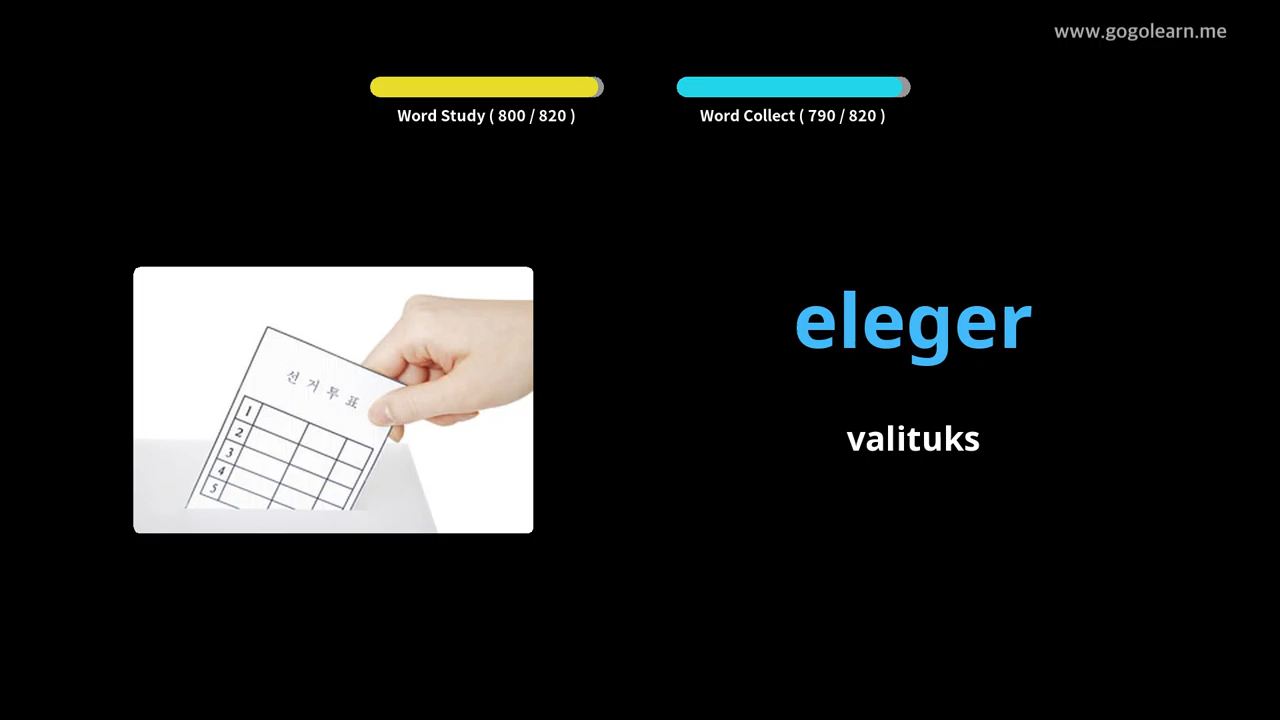 www.gogolearn.me
Word Study ( 800 / 820 )
Word Collect ( 790 / 820 )
선거투표
1
2
3
4
5
eleger
valituks